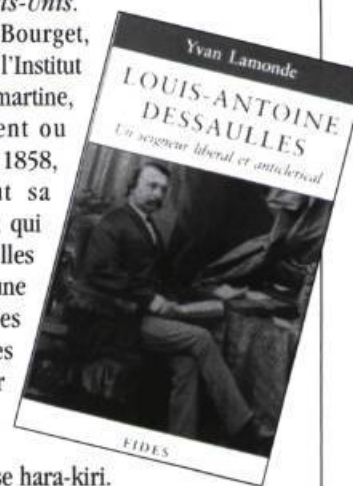 is-Unis.
Bourget,
l'Institut
martine,
ent ou
1858,
ut sa
qui
lles
une
es
es
r
se hara-kiri.
Yvan Lamonde
LOUIS-ANTOINE
DESSAULLES
Un seigneur libéral et anticlérical
FIDES